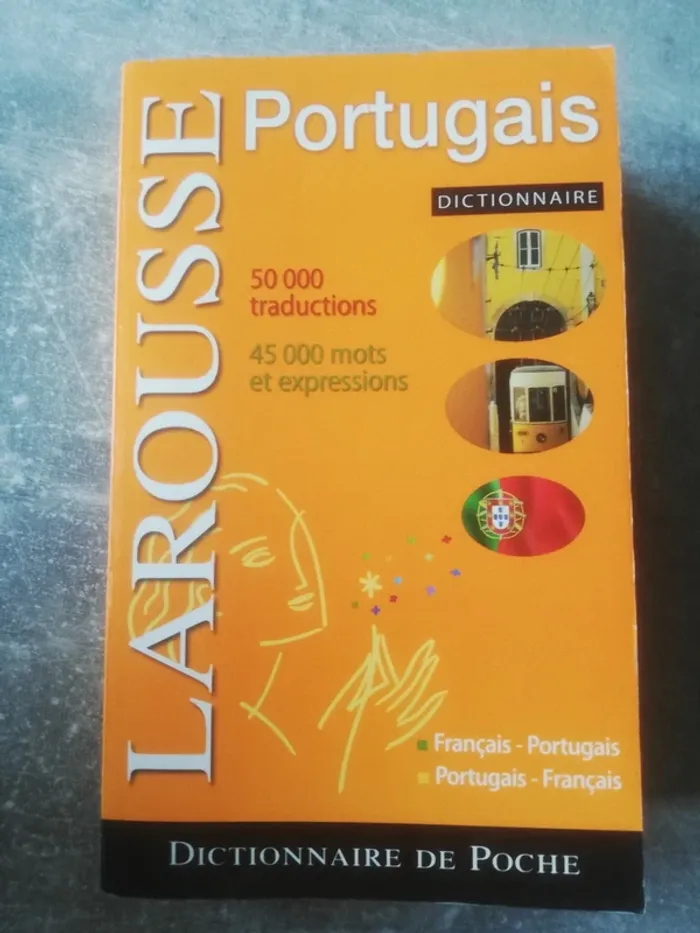 LAROUSSE
Portugais
DICTIONNAIRE
50 000
traductions
45 000 mots
et expressions
Français - Portugais
Portugais - Français
DICTIONNAIRE DE POCHE